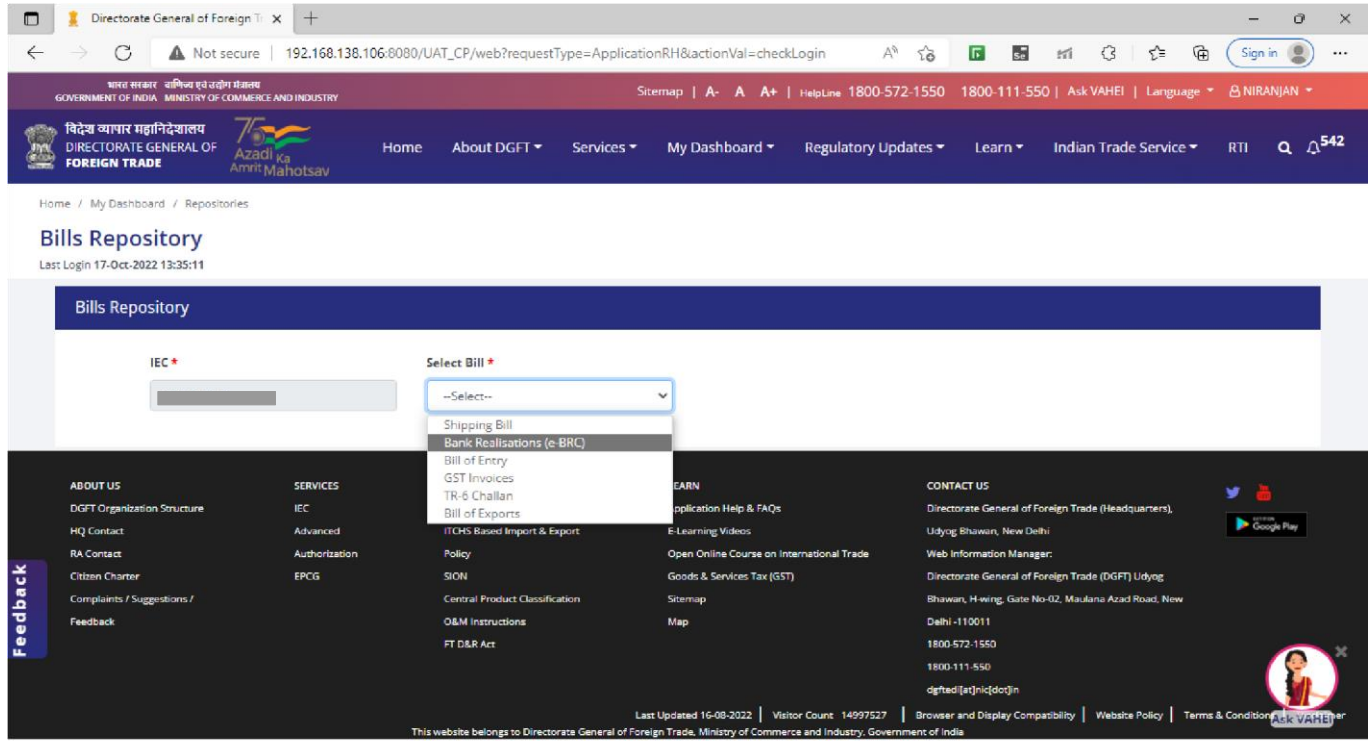 Directorate General of Foreign Tr
Not secure | 192.168.138.106:8080/UAT_CP/web?requestType=ApplicationRH&actionVal=checkLogin
Sign in
भारत सरकार वाणिज्य एवं उद्योग मंत्रालय
GOVERNMENT OF INDIA MINISTRY OF COMMERCE AND INDUSTRY
Sitemap | A- A A+ | HelpLine 1800-572-1550 1800-111-550 | Ask VAHEI | Language NIRANJAN
विदेश व्यापार महानिदेशालय
DIRECTORATE GENERAL OF
FOREIGN TRADE
75
Azadi Ka
Amrit Mahotsav
Home About DGFT Services My Dashboard Regulatory Updates Learn Indian Trade Service RTI 542
Home / My Dashboard / Repositories
Bills Repository
Last Login 17-Oct-2022 13:35:11
Bills Repository
IEC *
Select Bill *
--Select--
Shipping Bill
Bank Realisations (e-BRC)
Bill of Entry
GST Invoices
TR-6 Challan
Bill of Exports
ABOUT US
DGFT Organization Structure
HQ Contact
RA Contact
Citizen Charter
Complaints / Suggestions /
Feedback
SERVICES
IEC
Advanced
Authorization
EPCG
ITCHS Based Import & Export
Policy
SION
Central Product Classification
O&M Instructions
FT D&R Act
EARN
pplication Help & FAQs
E-Learning Videos
Open Online Course on International Trade
Goods & Services Tax (GST)
Sitemap
Map
CONTACT US
Directorate General of Foreign Trade (Headquarters),
Udyog Bhawan, New Delhi
Web Information Manager:
Directorate General of Foreign Trade (DGFT) Udyog
Bhawan, H-wing, Gate No-02, Maulana Azad Road, New
Delhi -110011
1800-572-1550
1800-111-550
dgftedi[at]nic[dot]in
Google Play
Feedback
Ask VAHEI
Last Updated 16-08-2022 | Visitor Count 14997527 | Browser and Display Compatibility | Website Policy | Terms & Condition
This website belongs to Directorate General of Foreign Trade, Ministry of Commerce and Industry, Government of India